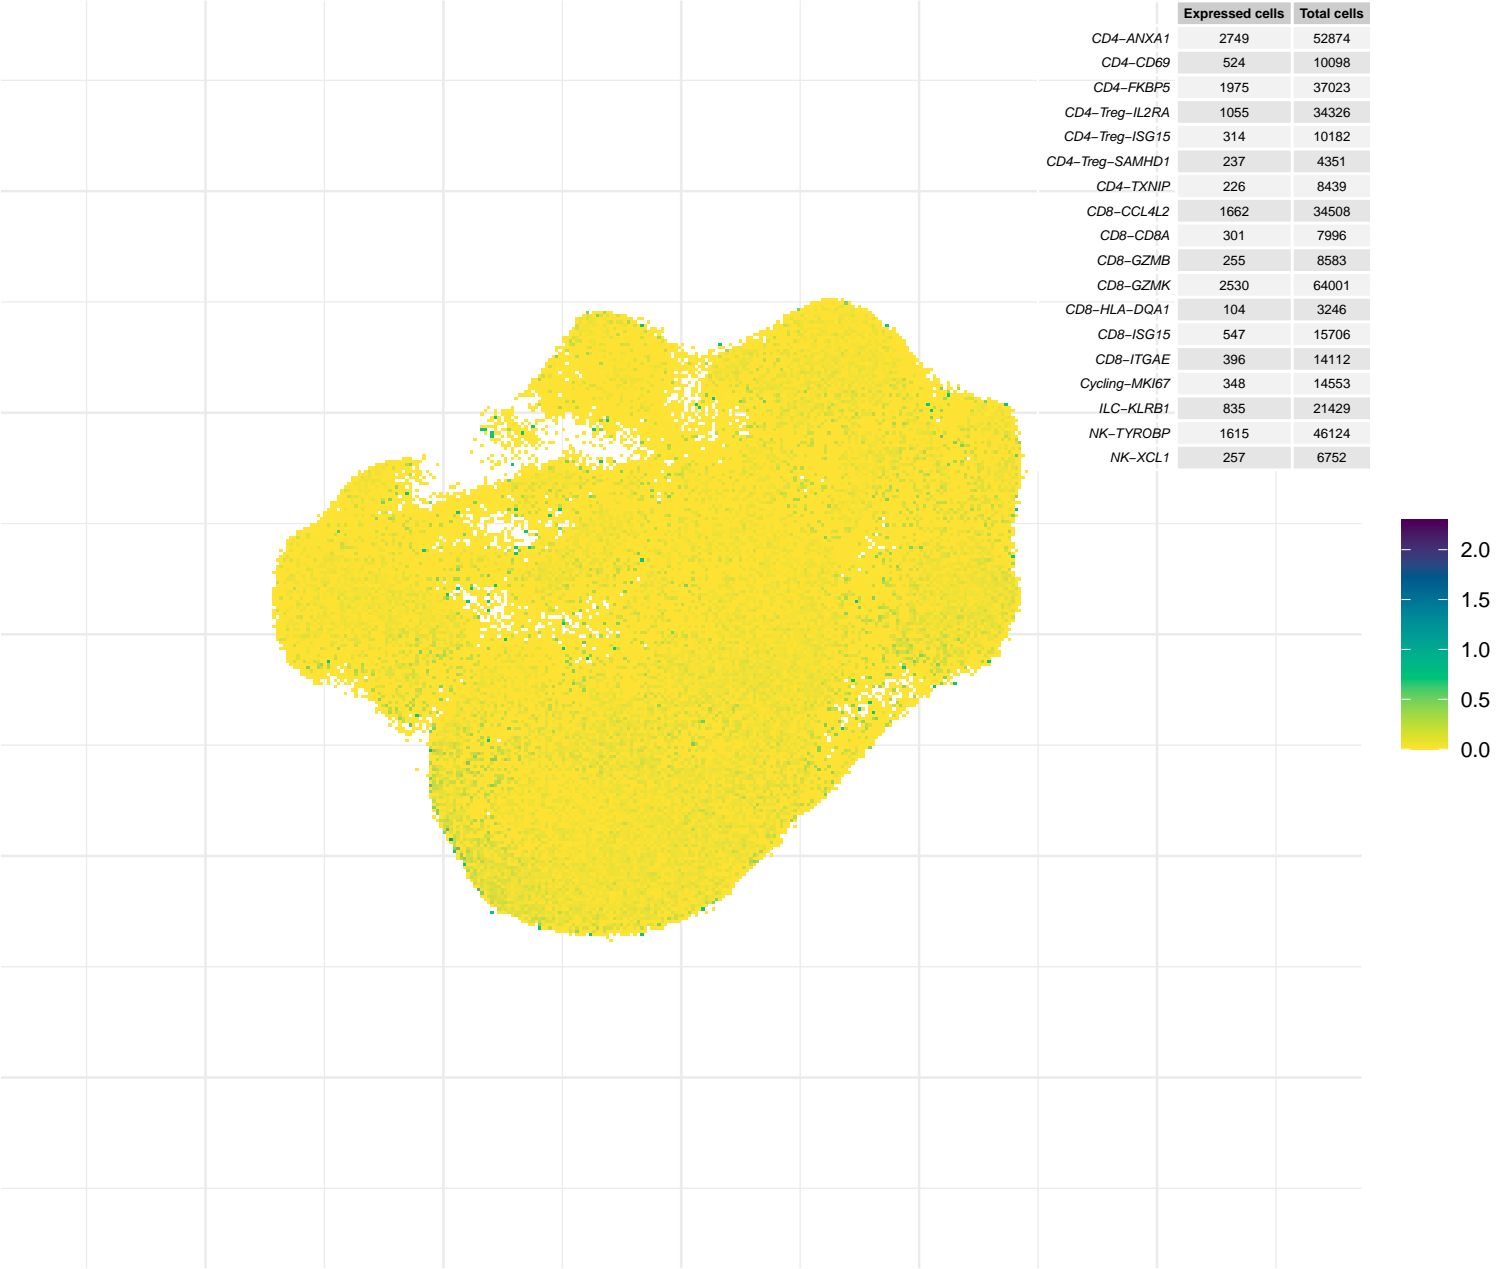 Expressed cells Total cells
CD4−ANXA1 2749 52874
CD4−CD69 524 10098
CD4−FKBP5 1975 37023
CD4−Treg−IL2RA 1055 34326
CD4−Treg−ISG15 314 10182
CD4−Treg−SAMHD1 237 4351
CD4−TXNIP 226 8439
CD8−CCL4L2 1662 34508
CD8−CD8A 301 7996
CD8−GZMB 255 8583
CD8−GZMK 2530 64001
CD8−HLA−DQA1 104 3246
CD8−ISG15 547 15706
CD8−ITGAE 396 14112
Cycling−MKI67 348 14553
ILC−KLRB1 835 21429
NK−TYROBP 1615 46124
NK−XCL1 257 6752
2.0
1.5
1.0
0.5
0.0